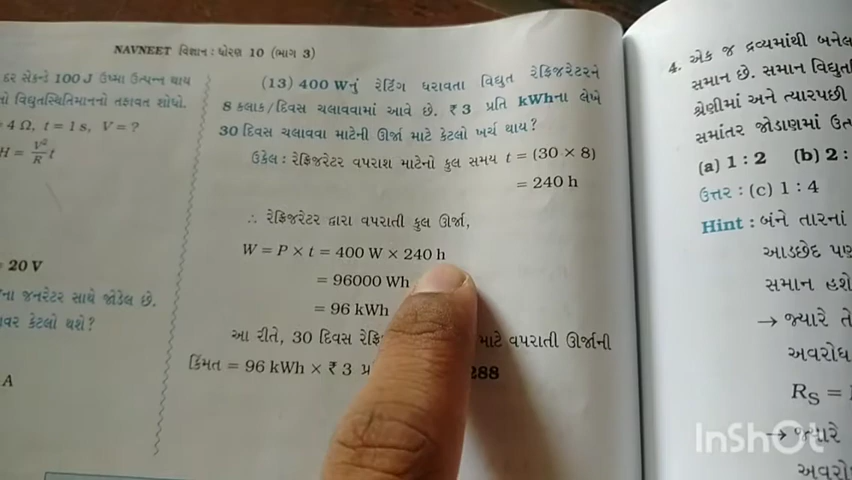 NAVNEET વિજ્ઞાન : ધોરણ 10 (ભાગ 3)
દર સેકન્ડે 100 J ઉષ્મા ઉત્પન્ન થાય
વિદ્યુતસ્થિતિમાનનો તફાવત શોધો.
4 Ω, t = 1 s, V = ?
H = V²/R t
20 V
જનરેટર સાથે જોડેલ છે.
કેટલો થશે?
A
(13) 400 Wનું રેટિંગ ધરાવતા વિદ્યુત રેફ્રિજરેટરને
8 કલાક/દિવસ ચલાવવામાં આવે છે. ₹ 3 પ્રતિ kWhના લેખે
30 દિવસ ચલાવવા માટેની ઊર્જા માટે કેટલો ખર્ચ થાય?
ઉકેલ : રેફ્રિજરેટર વપરાશ માટેનો કુલ સમય t = (30 × 8)
= 240 h
∴ રેફ્રિજરેટર દ્વારા વપરાતી કુલ ઊર્જા,
W = P × t = 400 W × 240 h
= 96000 Wh
= 96 kWh
આ રીતે, 30 દિવસ માટે વપરાતી ઊર્જાની
કિંમત = 96 kWh × ₹ 3 288
4. એક જ દ્રવ્યમાંથી બનેલ
સમાન છે. સમાન
શ્રેણીમાં અને ત્યારપછી
સમાંતર જોડાણમાં
(a) 1 : 2 (b) 2 :
ઉત્તર : (c) 1 : 4
Hint : બંને તારનાં
આડછેદ
સમાન હશે
→ જ્યારે
અવરોધ
R_S =
→ જ્યારે
InShOt